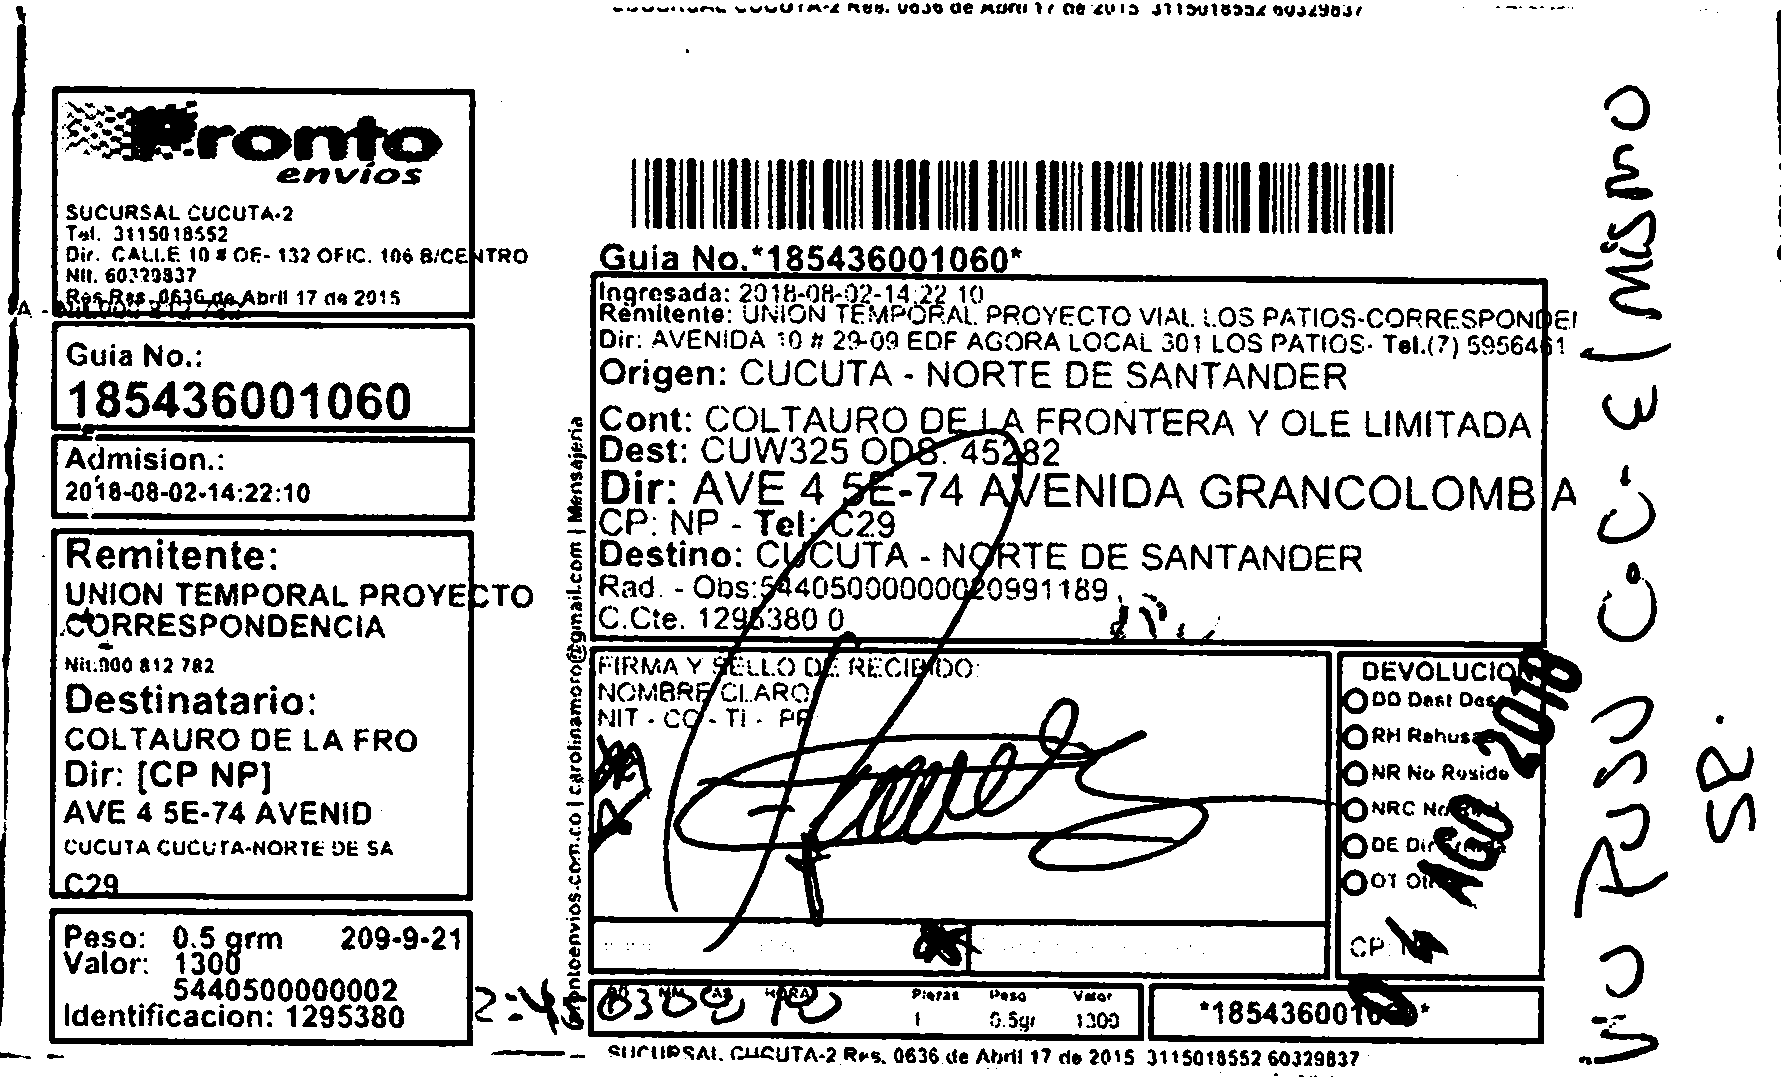 SUCURSAL CUCUTA-2 Res. 0636 de Abril 17 de 2015 3115018552 60329837
Pronto
envíos
SUCURSAL CUCUTA-2
Tel. 3115018552
Dir. CALLE 10 # OE- 132 OFIC. 106 B/CENTRO
Nit. 60329837
Res Res -0636 de Abril 17 de 2015
Guia No.:
185436001060
Admision.:
2018-08-02-14:22:10
Remitente:
UNION TEMPORAL PROYECTO
CORRESPONDENCIA
Nit:900 812 782
Destinatario:
COLTAURO DE LA FRO
Dir: [CP NP]
AVE 4 5E-74 AVENID
CUCUTA CUCUTA-NORTE DE SA
C29
Peso: 0.5 grm 209-9-21
Valor: 1300
5440500000002
Identificacion: 1295380
prontoenvios.com.co | carolinamoro@gmail.com | Mensajeria
Guia No.*185436001060*
Ingresada: 2018-08-02-14:22 10
Remitente: UNION TEMPORAL PROYECTO VIAL LOS PATIOS-CORRESPONDEI
Dir: AVENIDA 10 # 29-09 EDF AGORA LOCAL 301 LOS PATIOS- Tel.(7) 5956461
Origen: CUCUTA - NORTE DE SANTANDER
Cont: COLTAURO DE LA FRONTERA Y OLE LIMITADA
Dest: CUW325 ODS. 45282
Dir: AVE 4 5E-74 AVENIDA GRANCOLOMBIA
CP: NP - Tel: C29
Destino: CUCUTA - NORTE DE SANTANDER
Rad. - Obs:5440500000020991189
C.Cte. 1295380 0
FIRMA Y SELLO DE RECIBIDO:
NOMBRE CLARO
NIT - CC - TI - PP
DEVOLUCION
DD Dest Des
RH Rehusa
NR No Reside
NRC No
DE Dir
OT Ot
CP:
AGO 2018
HORA
Piezas Peso Valor
1 0.5gr 1300
*185436001060*
SUCURSAL CUCUTA-2 Res. 0636 de Abril 17 de 2015 3115018552 60329837
C.C. El mismo
SR.